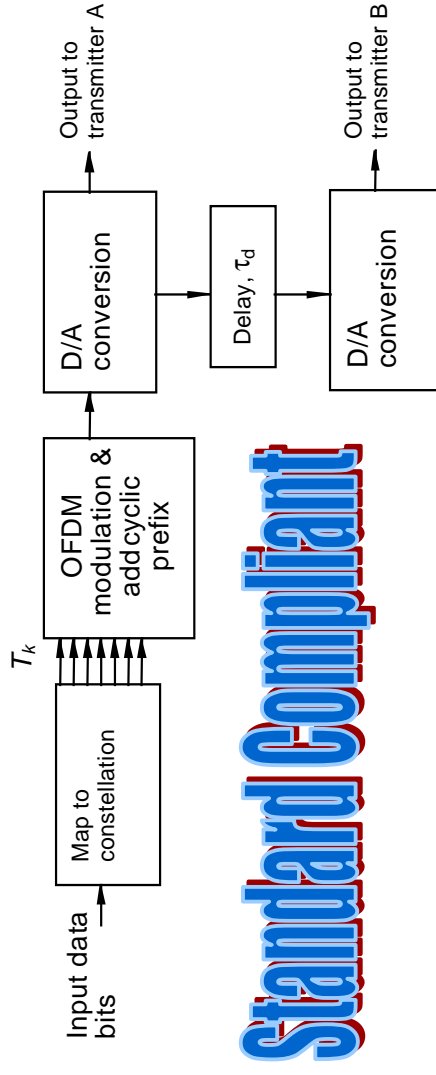 Input data
bits
Map to
constellation
T_k
OFDM
modulation &
add cyclic
prefix
D/A
conversion
Output to
transmitter A
Delay, τ_d
D/A
conversion
Output to
transmitter B
Standard Compliant